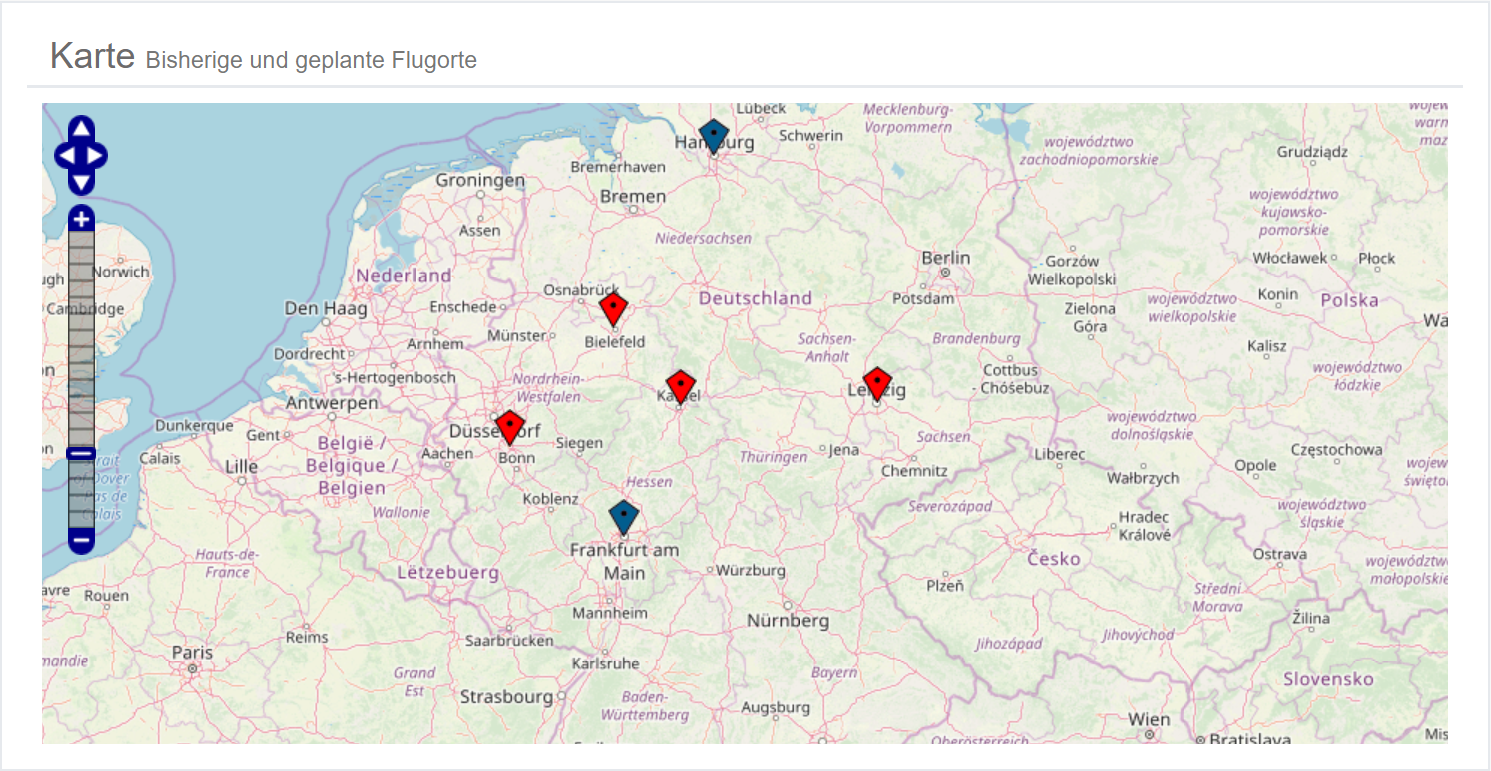 Karte Bisherige und geplante Flugorte
Lübeck
Mecklenburg-
Vorpommern
Schwerin
województwo
zachodniopomorskie
Grudziądz
Bremerhaven
Groningen
Bremen
Assen
Niedersachsen
województwo
kujawsko-
pomorskie
Norwich
Nederland
Berlin
Gorzów
Wielkopolski
Włocławek
Płock
Cambridge
Den Haag
Enschede
Osnabrück
Deutschland
Potsdam
Zielona
Góra
województwo
wielkopolskie
Konin
Polska
Münster
Bielefeld
Arnhem
Dordrecht
Sachsen-
Anhalt
Brandenburg
Kalisz
's-Hertogenbosch
Nordrhein-
Westfalen
Cottbus
- Chóśebuz
województwo
łódzkie
Antwerpen
Dunkerque
Gent
België /
Belgique /
Belgien
Aachen
Bonn
Siegen
Thüringen
Jena
Sachsen
Chemnitz
województwo
dolnośląskie
Liberec
Wałbrzych
Opole
Częstochowa
Calais
Lille
Koblenz
Hessen
Wallonie
Severozápad
Hradec
Králové
województwo
śląskie
Hauts-de-
France
Lëtzebuerg
Frankfurt am
Main
Würzburg
Česko
Ostrava
Plzeň
Rouen
Mannheim
Nürnberg
Střední
Morava
Žilina
Reims
Saarbrücken
Jihozápad
Jihovýchod
Paris
Karlsruhe
Grand
Est
Bayern
Slovensko
Strasbourg
Baden-
Württemberg
Augsburg
Wien
Bratislava